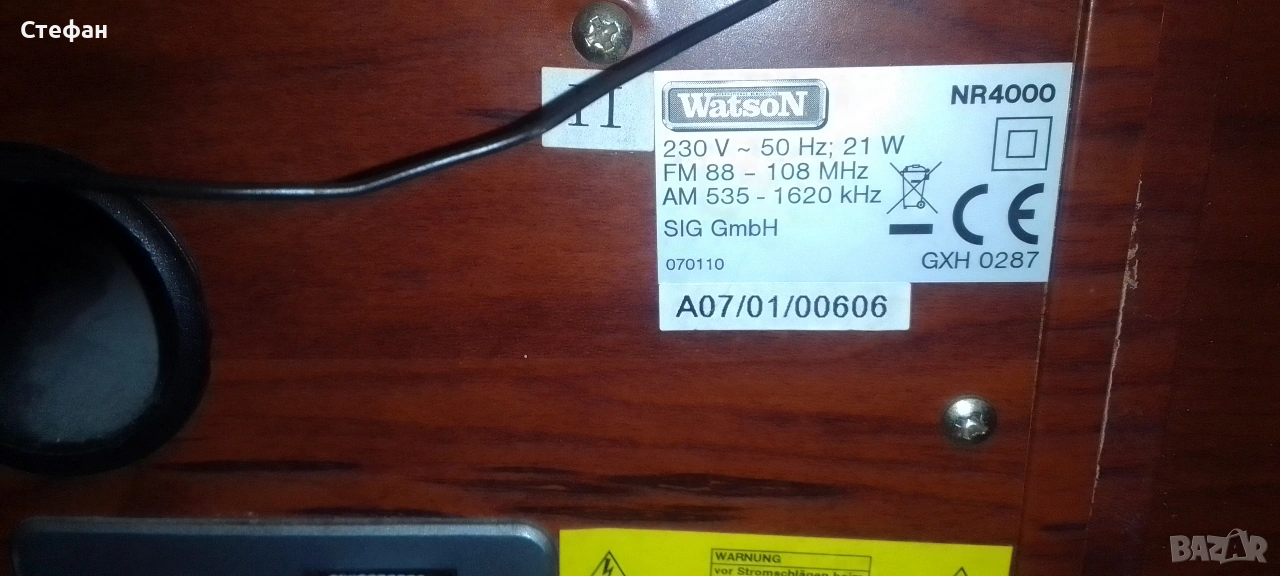 Стефан
II
WatsoN
NR4000
230 V ~ 50 Hz; 21 W
FM 88 – 108 MHz
AM 535 - 1620 kHz
SIG GmbH
CE
070110
GXH 0287
A07/01/00606
WARNUNG
vor Stromschlägen beim
BAZAR